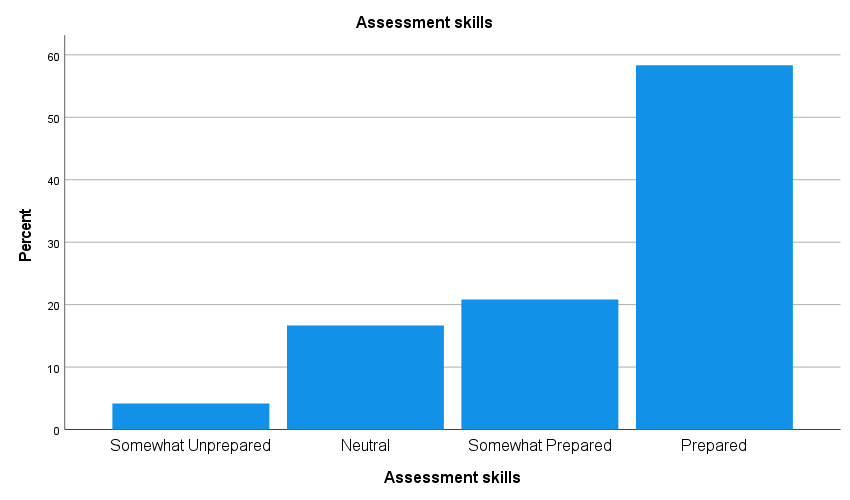 Assessment skills
Percent
60
50
40
30
20
10
0
Somewhat Unprepared
Neutral
Somewhat Prepared
Prepared
Assessment skills